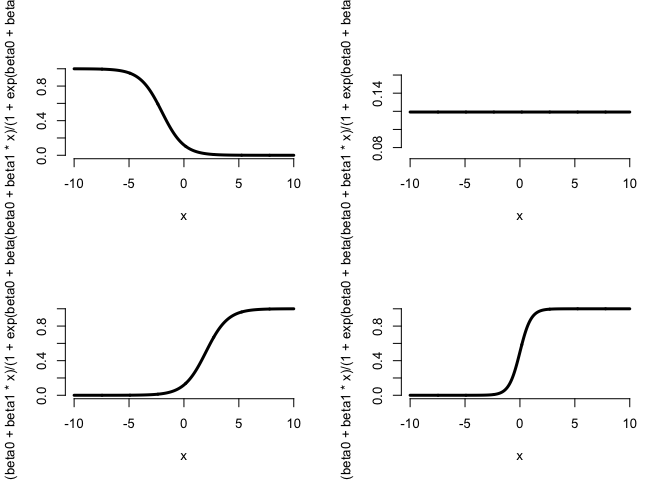 (beta0 + beta1 * x)/(1 + exp(beta0 + beta
0.0 0.4 0.8
-10 -5 0 5 10
x
(beta0 + beta1 * x)/(1 + exp(beta0 + beta
0.08 0.14
-10 -5 0 5 10
x
(beta0 + beta1 * x)/(1 + exp(beta0 + beta
0.0 0.4 0.8
-10 -5 0 5 10
x
(beta0 + beta1 * x)/(1 + exp(beta0 + beta
0.0 0.4 0.8
-10 -5 0 5 10
x